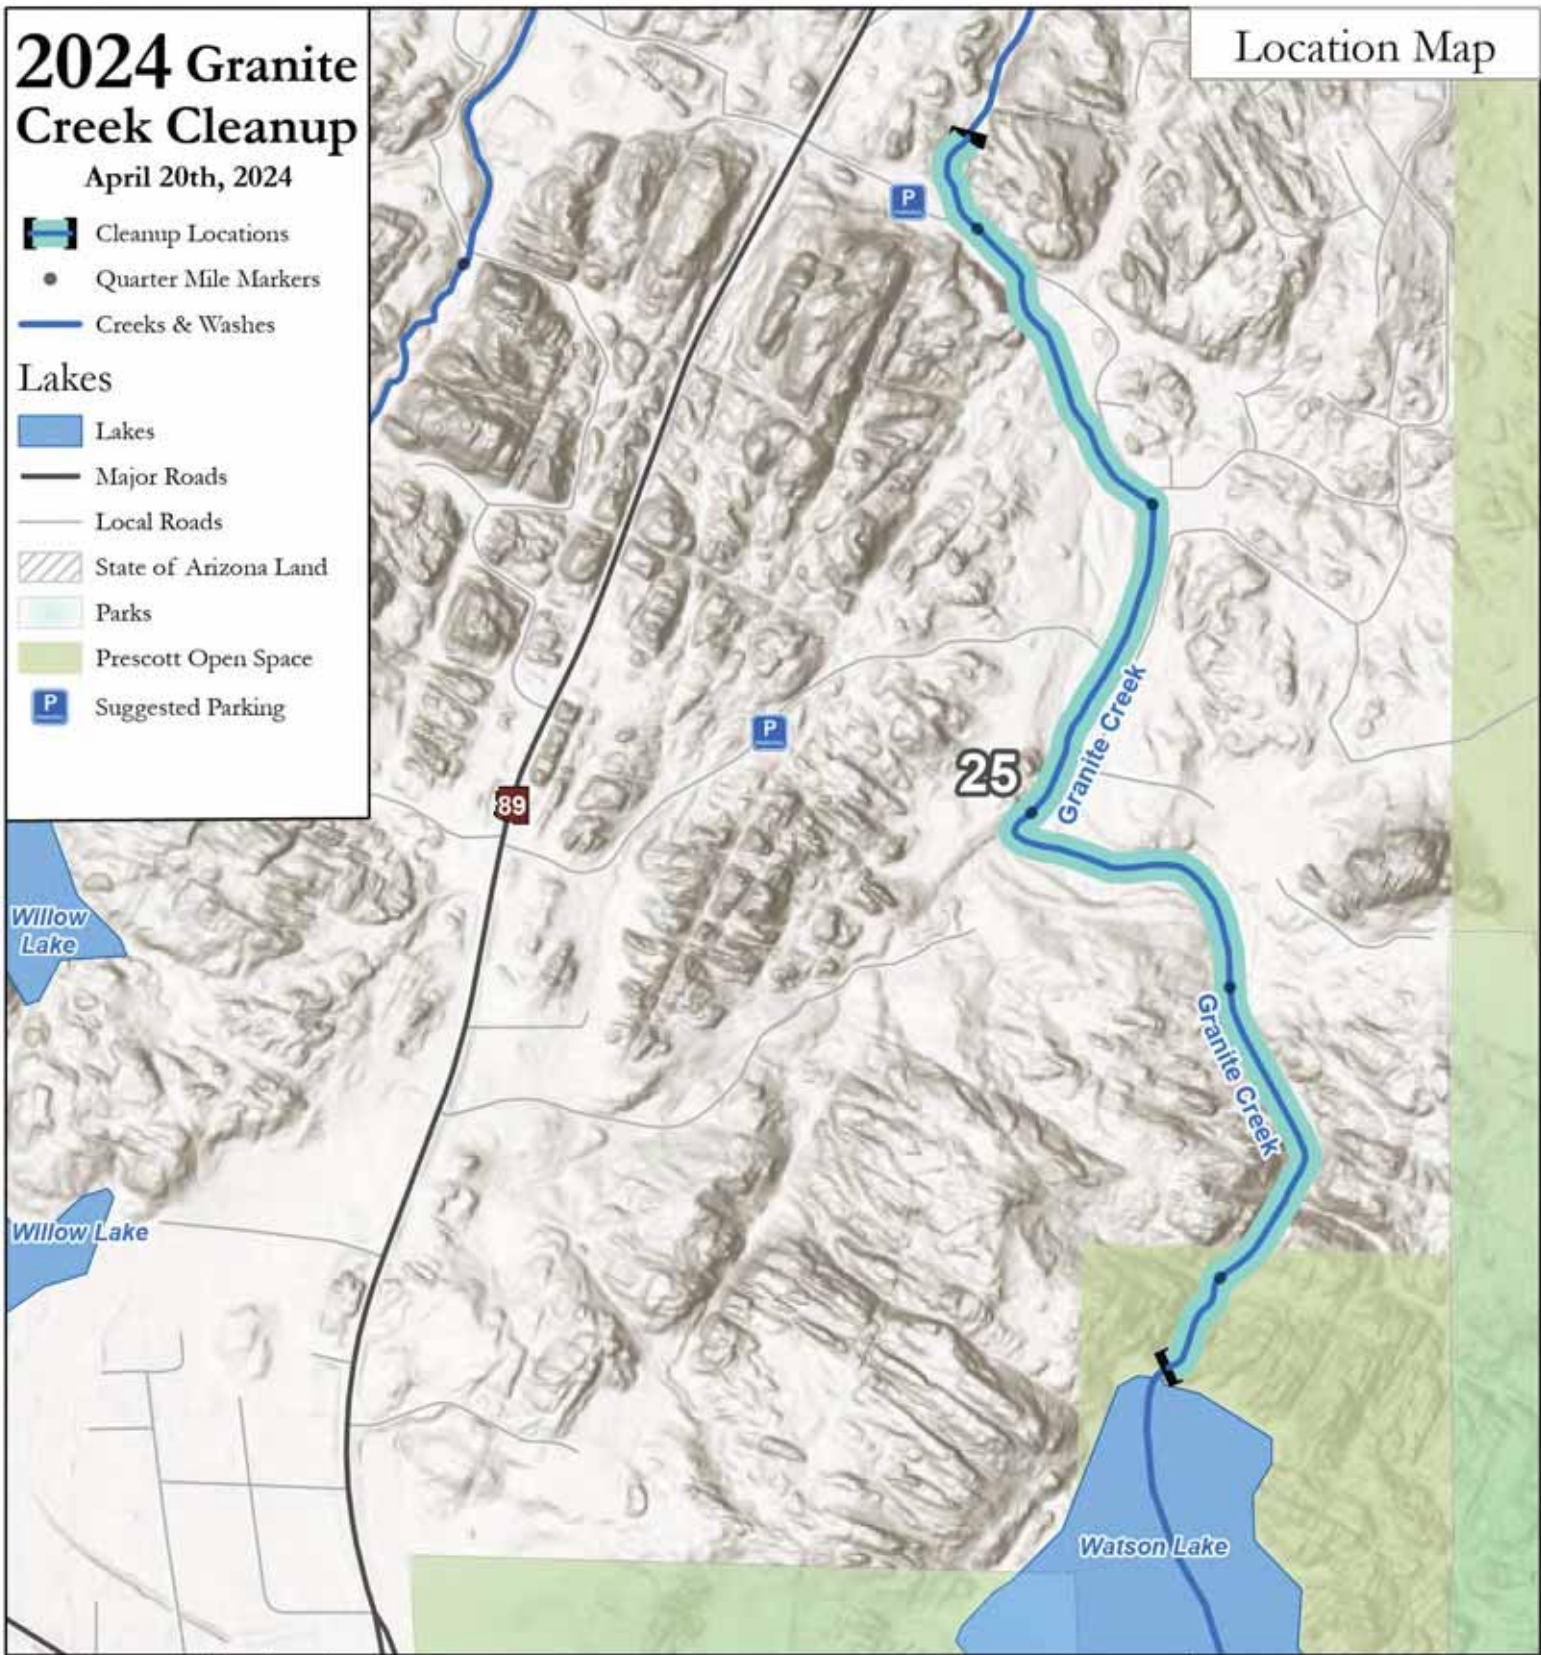 2024 Granite
Creek Cleanup
April 20th, 2024
Cleanup Locations
Quarter Mile Markers
Creeks & Washes
Lakes
Lakes
Major Roads
Local Roads
State of Arizona Land
Parks
Prescott Open Space
P
Suggested Parking
Location Map
P
P
25
Granite Creek
89
Willow
Lake
Granite Creek
Willow Lake
Watson Lake